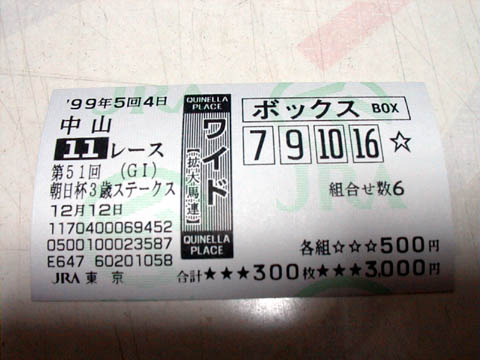 '99年5回4日
中山
11レース
第51回 (GI)
朝日杯3歳ステークス
12月12日
1170400069452
0500100023587
E647 60201058
JRA 東京
QUINELLA PLACE
ワイド
【拡大馬連】
QUINELLA PLACE
ボックス BOX
7 9 10 16 ☆
組合せ数6
各組☆☆☆500円
合計★★★300枚★★★3,000円
JRA
JRA